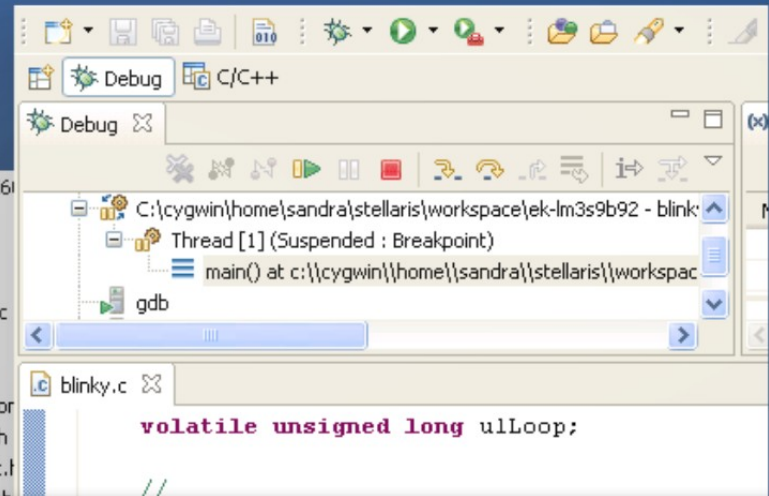 010
Debug C/C++
Debug
C:\cygwin\home\sandra\stellaris\workspace\ek-lm3s9b92 - blink
Thread [1] (Suspended : Breakpoint)
main() at c:\\cygwin\\home\\sandra\\stellaris\\workspac
gdb
blinky.c
volatile unsigned long ulLoop;
//